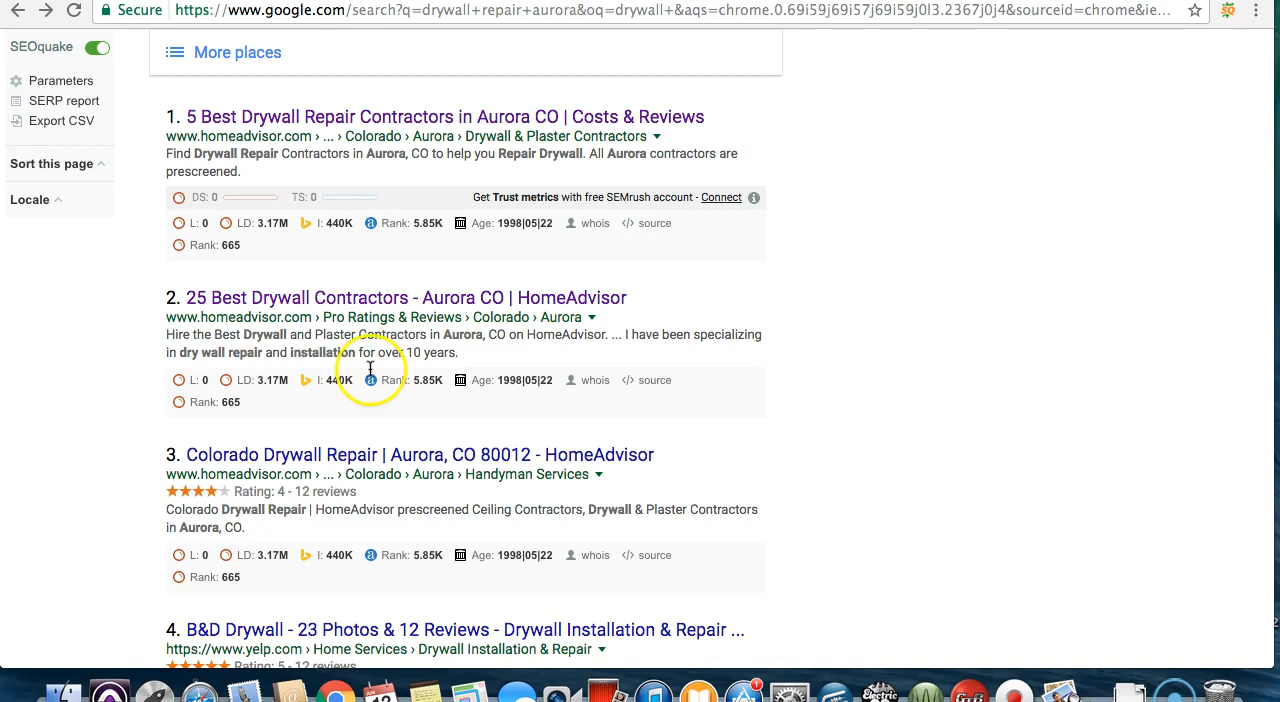 Secure https://www.google.com/search?q=drywall+repair+aurora&oq=drywall+&aqs=chrome.0.69i59j69i57j69i59j0l3.2367j0j4&sourceid=chrome&ie...
SEOquake
Parameters
SERP report
Export CSV
Sort this page
Locale
More places
1. 5 Best Drywall Repair Contractors in Aurora CO | Costs & Reviews
www.homeadvisor.com › ... › Colorado › Aurora › Drywall & Plaster Contractors
Find Drywall Repair Contractors in Aurora, CO to help you Repair Drywall. All Aurora contractors are
prescreened.
DS: 0 TS: 0 Get Trust metrics with free SEMrush account - Connect
L: 0 LD: 3.17M I: 440K Rank: 5.85K Age: 1998|05|22 whois </> source
Rank: 665
2. 25 Best Drywall Contractors - Aurora CO | HomeAdvisor
www.homeadvisor.com › Pro Ratings & Reviews › Colorado › Aurora
Hire the Best Drywall and Plaster Contractors in Aurora, CO on HomeAdvisor. ... I have been specializing
in dry wall repair and installation for over 10 years.
L: 0 LD: 3.17M I: 440K Rank: 5.85K Age: 1998|05|22 whois </> source
Rank: 665
3. Colorado Drywall Repair | Aurora, CO 80012 - HomeAdvisor
www.homeadvisor.com › ... › Colorado › Aurora › Handyman Services
Rating: 4 - 12 reviews
Colorado Drywall Repair | HomeAdvisor prescreened Ceiling Contractors, Drywall & Plaster Contractors
in Aurora, CO.
L: 0 LD: 3.17M I: 440K Rank: 5.85K Age: 1998|05|22 whois </> source
Rank: 665
4. B&D Drywall - 23 Photos & 12 Reviews - Drywall Installation & Repair ...
https://www.yelp.com › Home Services › Drywall Installation & Repair
Rating: 5 - 12 reviews
JUN
12
1
Electric